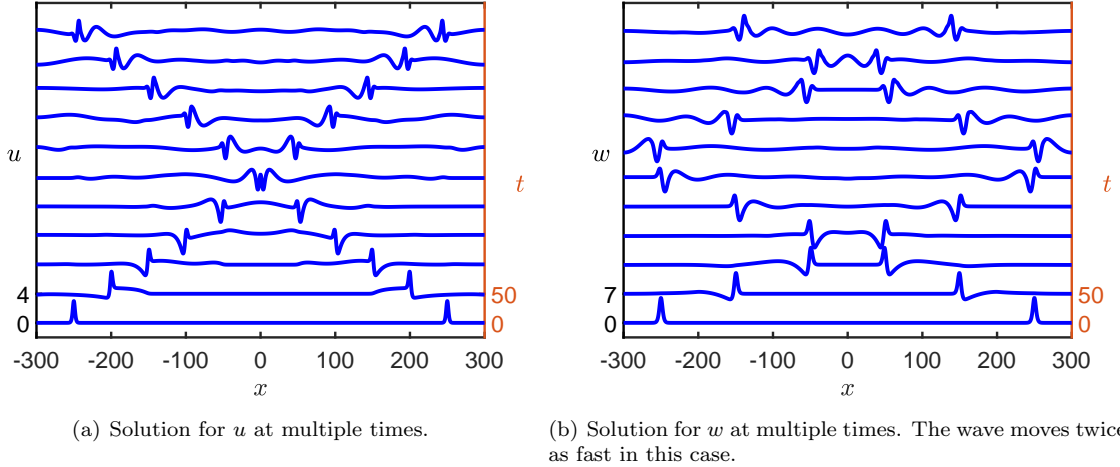 u
4
0
t
50
0
-300 -200 -100 0 100 200 300
x
w
7
0
t
50
0
-300 -200 -100 0 100 200 300
x
(a) Solution for u at multiple times.
(b) Solution for w at multiple times. The wave moves twice
as fast in this case.